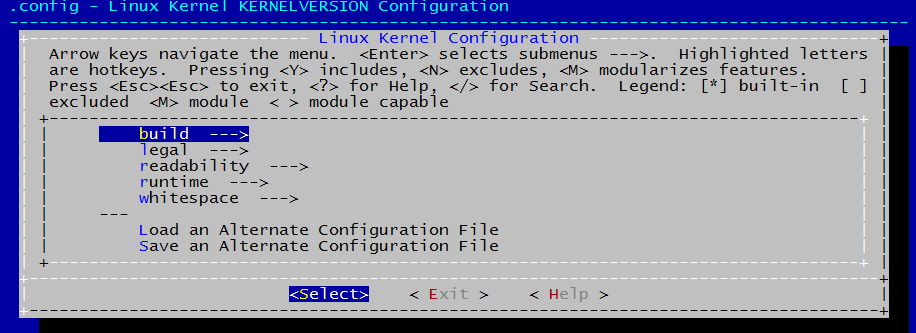 .config - Linux Kernel KERNELVERSION Configuration
Linux Kernel Configuration
Arrow keys navigate the menu.  <Enter> selects submenus --->.  Highlighted letters
are hotkeys.  Pressing <Y> includes, <N> excludes, <M> modularizes features.
Press <Esc><Esc> to exit, <?> for Help, </> for Search.  Legend: [*] built-in  [ ]
excluded  <M> module  < > module capable
build  --->
legal  --->
readability  --->
runtime  --->
whitespace  --->
---
Load an Alternate Configuration File
Save an Alternate Configuration File
<Select>    < Exit >    < Help >